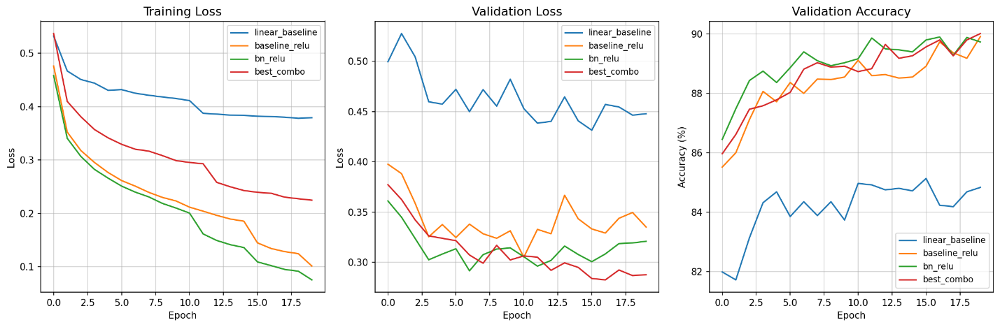 Training Loss
Loss
0.5
0.4
0.3
0.2
0.1
0.0 2.5 5.0 7.5 10.0 12.5 15.0 17.5
Epoch
linear_baseline
baseline_relu
bn_relu
best_combo
Validation Loss
Loss
0.50
0.45
0.40
0.35
0.30
0.0 2.5 5.0 7.5 10.0 12.5 15.0 17.5
Epoch
linear_baseline
baseline_relu
bn_relu
best_combo
Validation Accuracy
Accuracy (%)
90
88
86
84
82
0.0 2.5 5.0 7.5 10.0 12.5 15.0 17.5
Epoch
linear_baseline
baseline_relu
bn_relu
best_combo